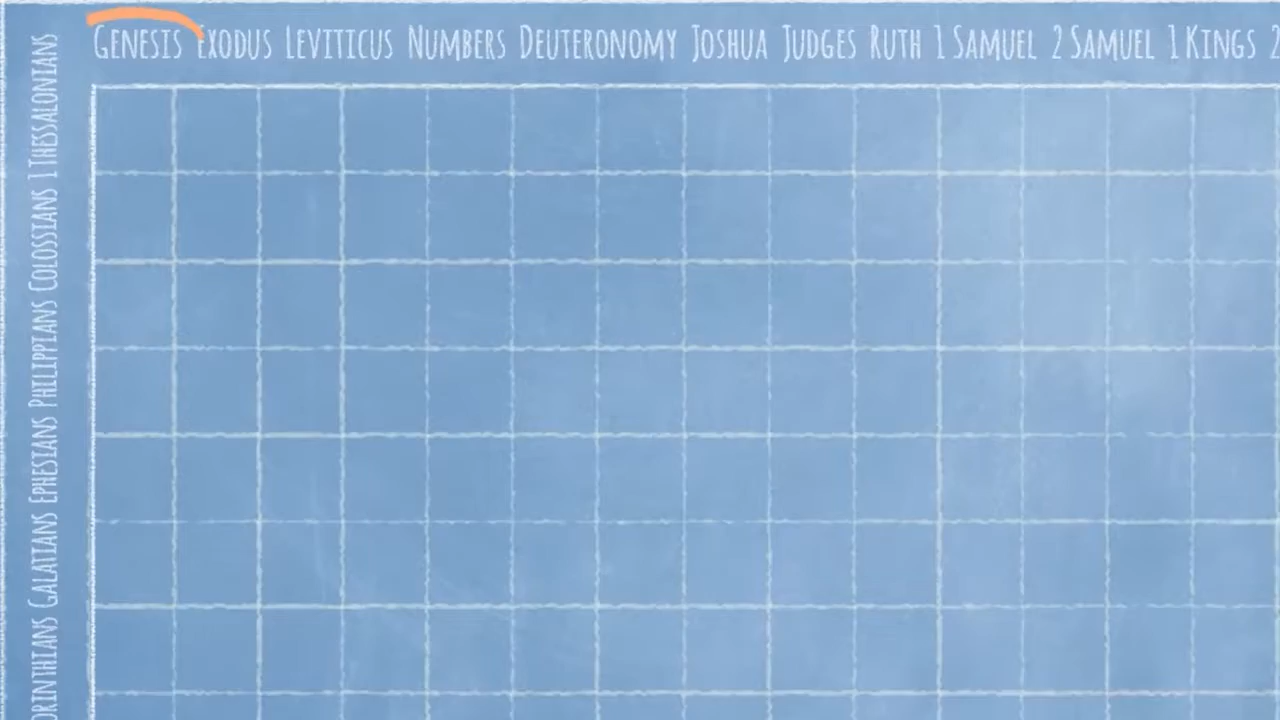 GENESIS EXODUS LEVITICUS NUMBERS DEUTERONOMY JOSHUA JUDGES RUTH 1 SAMUEL 2 SAMUEL 1 KINGS 2
GALATIANS EPHESIANS PHILIPPIANS COLOSSIANS 1 THESSALONIANS